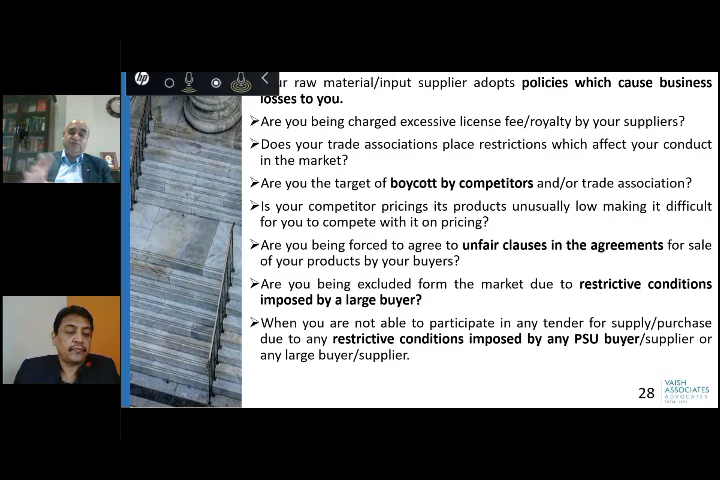 hp
ur raw material/input supplier adopts policies which cause business
losses to you.
➤Are you being charged excessive license fee/royalty by your suppliers?
➤Does your trade associations place restrictions which affect your conduct
in the market?
➤Are you the target of boycott by competitors and/or trade association?
➤Is your competitor pricings its products unusually low making it difficult
for you to compete with it on pricing?
➤Are you being forced to agree to unfair clauses in the agreements for sale
of your products by your buyers?
➤Are you being excluded form the market due to restrictive conditions
imposed by a large buyer?
➤When you are not able to participate in any tender for supply/purchase
due to any restrictive conditions imposed by any PSU buyer/supplier or
any large buyer/supplier.
28
VAISH
ASSOCIATES
ADVOCATES